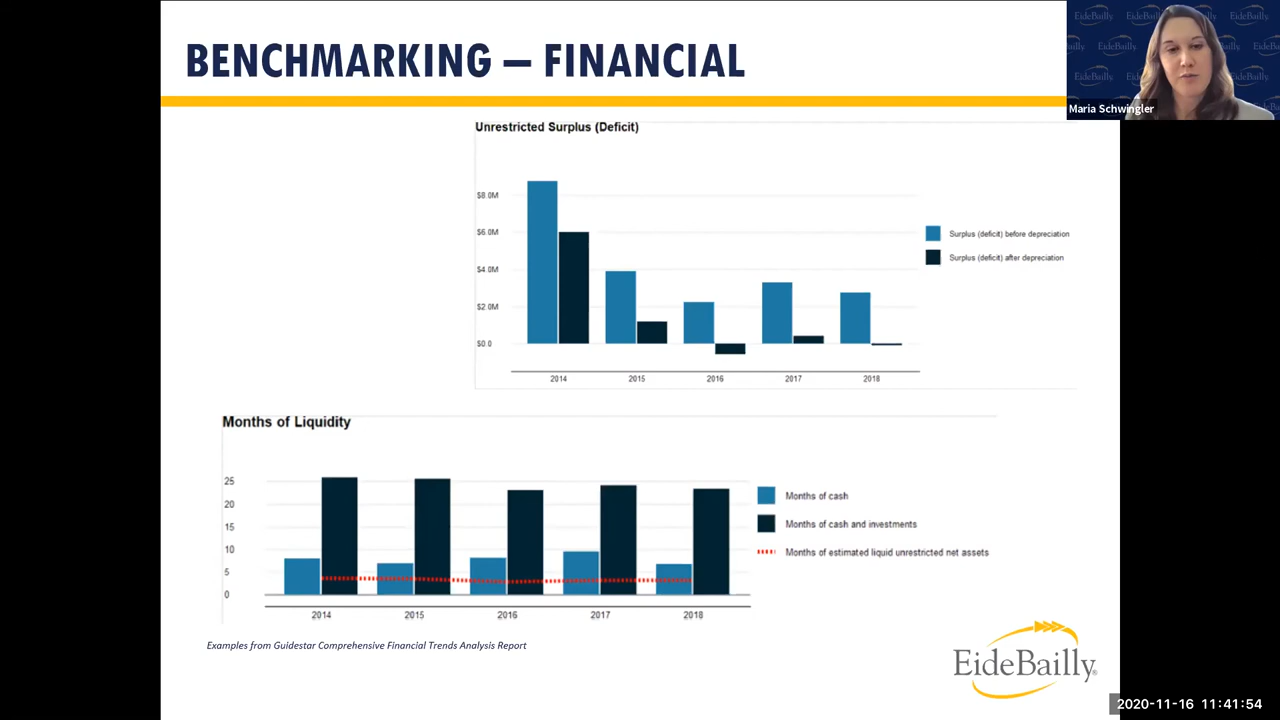 BENCHMARKING – FINANCIAL
EideBailly
Maria Schwingler
Unrestricted Surplus (Deficit)
$8.0M
$6.0M
$4.0M
$2.0M
$0.0
2014 2015 2016 2017 2018
Surplus (deficit) before depreciation
Surplus (deficit) after depreciation
Months of Liquidity
25
20
15
10
5
0
2014 2015 2016 2017 2018
Months of cash
Months of cash and investments
Months of estimated liquid unrestricted net assets
Examples from Guidestar Comprehensive Financial Trends Analysis Report
EideBailly®
2020-11-16 11:41:54